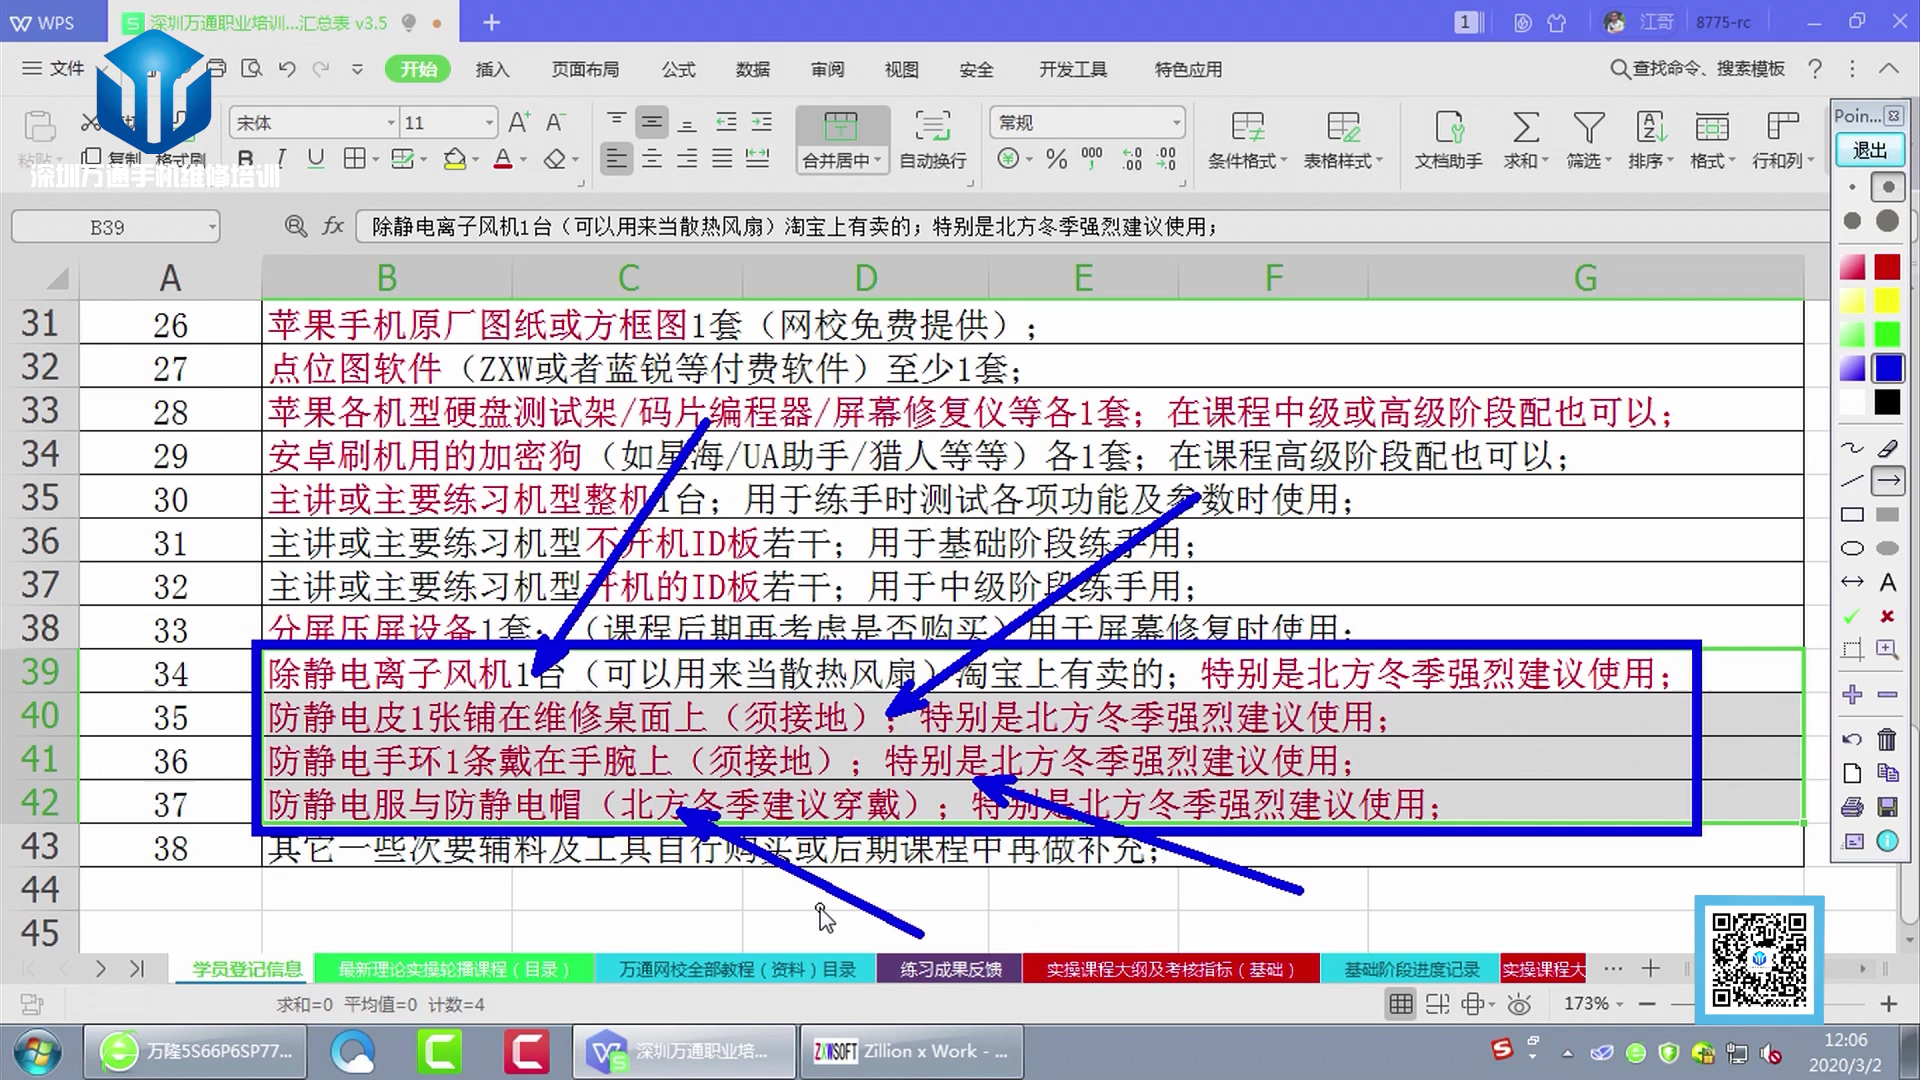 WPS
深圳万通职业培训...汇总表 v3.5
1
江哥
8775-rc
文件
开始
插入
页面布局
公式
数据
审阅
视图
安全
开发工具
特色应用
查找命令、搜索模板
深圳万通手机维修培训
粘贴
复制
格式刷
宋体
11
合并居中
自动换行
常规
条件格式
表格样式
文档助手
求和
筛选
排序
格式
行和列
Poin...
退出
B39
fx
除静电离子风机1台（可以用来当散热风扇）淘宝上有卖的；特别是北方冬季强烈建议使用；
A B C D E F G
31 26 苹果手机原厂图纸或方框图1套（网校免费提供）；
32 27 点位图软件（ZXW或者蓝锐等付费软件）至少1套；
33 28 苹果各机型硬盘测试架/码片编程器/屏幕修复仪等各1套；在课程中级或高级阶段配也可以；
34 29 安卓刷机用的加密狗（如星海/UA助手/猎人等等）各1套；在课程高级阶段配也可以；
35 30 主讲或主要练习机型整机1台；用于练手时测试各项功能及参数时使用；
36 31 主讲或主要练习机型不开机ID板若干；用于基础阶段练手用；
37 32 主讲或主要练习机型开机的ID板若干；用于中级阶段练手用；
38 33 分屏压屏设备1套；（课程后期再考虑是否购买）用于屏幕修复时使用；
39 34 除静电离子风机1台（可以用来当散热风扇）淘宝上有卖的；特别是北方冬季强烈建议使用；
40 35 防静电皮1张铺在维修桌面上（须接地）；特别是北方冬季强烈建议使用；
41 36 防静电手环1条戴在手腕上（须接地）；特别是北方冬季强烈建议使用；
42 37 防静电服与防静电帽（北方冬季建议穿戴）；特别是北方冬季强烈建议使用；
43 38 其它一些次要辅料及工具自行购买或后期课程中再做补充；
44
45
学员登记信息
最新理论实操轮播课程（目录）
万通网校全部教程（资料）目录
练习成果反馈
实操课程大纲及考核指标（基础）
基础阶段进度记录
实操课程大
求和=0 平均值=0 计数=4
173%
万隆5S66P6SP77...
深圳万通职业培...
ZXWSOFT
Zillion x Work - ...
12:06
2020/3/2